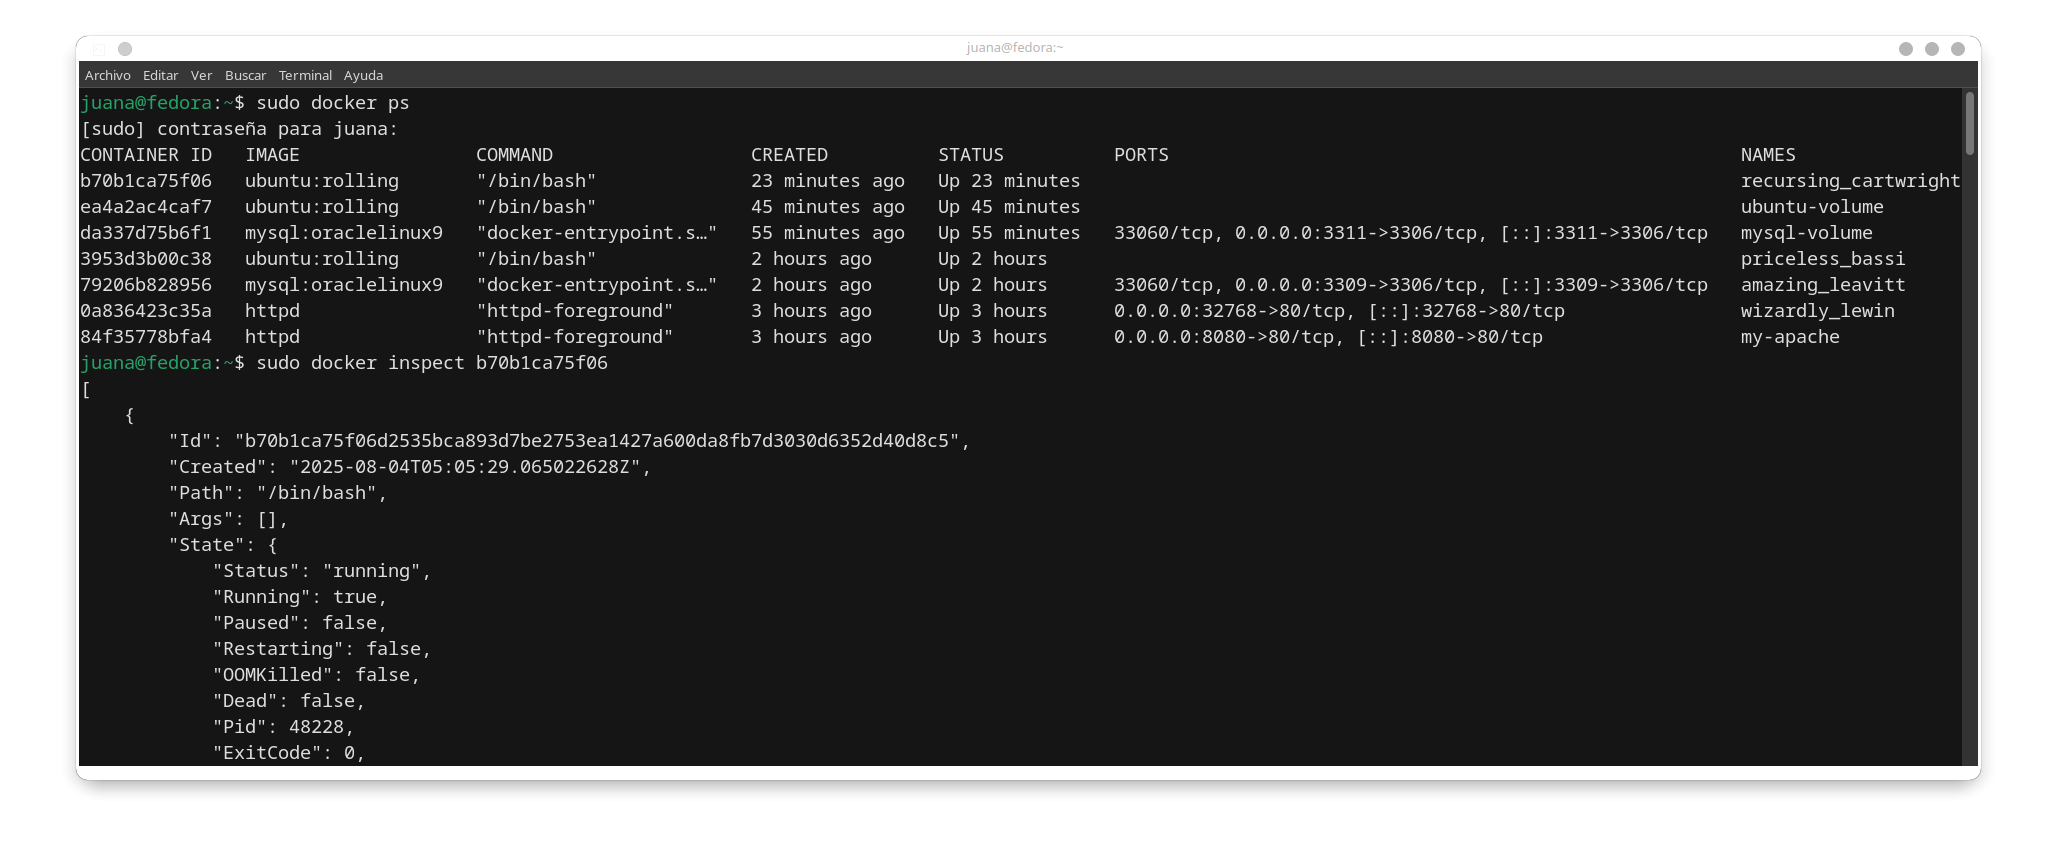 juana@fedora:~
Archivo Editar Ver Buscar Terminal Ayuda
juana@fedora:~$ sudo docker ps
[sudo] contraseña para juana:
CONTAINER ID   IMAGE                COMMAND                  CREATED          STATUS          PORTS                                                    NAMES
b70b1ca75f06   ubuntu:rolling       "/bin/bash"              23 minutes ago   Up 23 minutes                                                            recursing_cartwright
ea4a2ac4caf7   ubuntu:rolling       "/bin/bash"              45 minutes ago   Up 45 minutes                                                            ubuntu-volume
da337d75b6f1   mysql:oraclelinux9   "docker-entrypoint.s…"   55 minutes ago   Up 55 minutes   33060/tcp, 0.0.0.0:3311->3306/tcp, [::]:3311->3306/tcp   mysql-volume
3953d3b00c38   ubuntu:rolling       "/bin/bash"              2 hours ago      Up 2 hours                                                               priceless_bassi
79206b828956   mysql:oraclelinux9   "docker-entrypoint.s…"   2 hours ago      Up 2 hours      33060/tcp, 0.0.0.0:3309->3306/tcp, [::]:3309->3306/tcp   amazing_leavitt
0a836423c35a   httpd                "httpd-foreground"       3 hours ago      Up 3 hours      0.0.0.0:32768->80/tcp, [::]:32768->80/tcp                wizardly_lewin
84f35778bfa4   httpd                "httpd-foreground"       3 hours ago      Up 3 hours      0.0.0.0:8080->80/tcp, [::]:8080->80/tcp                  my-apache
juana@fedora:~$ sudo docker inspect b70b1ca75f06
[
    {
        "Id": "b70b1ca75f06d2535bca893d7be2753ea1427a600da8fb7d3030d6352d40d8c5",
        "Created": "2025-08-04T05:05:29.065022628Z",
        "Path": "/bin/bash",
        "Args": [],
        "State": {
            "Status": "running",
            "Running": true,
            "Paused": false,
            "Restarting": false,
            "OOMKilled": false,
            "Dead": false,
            "Pid": 48228,
            "ExitCode": 0,